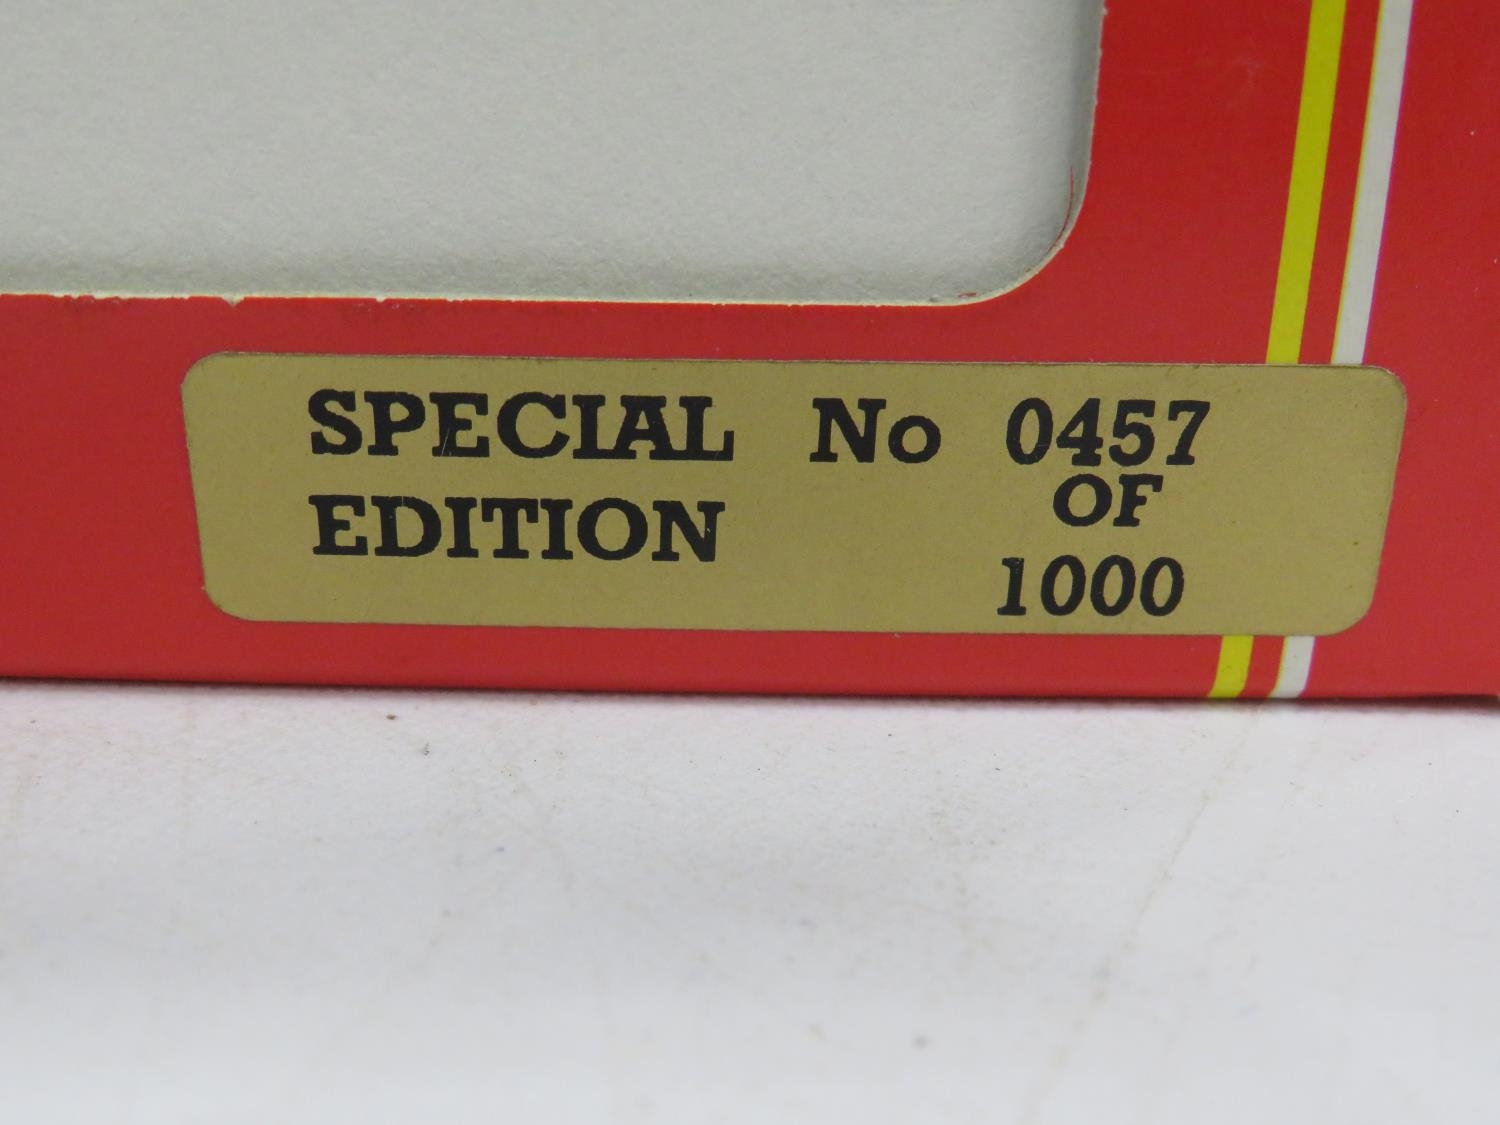 SPECIAL No 0457
OF
EDITION
1000